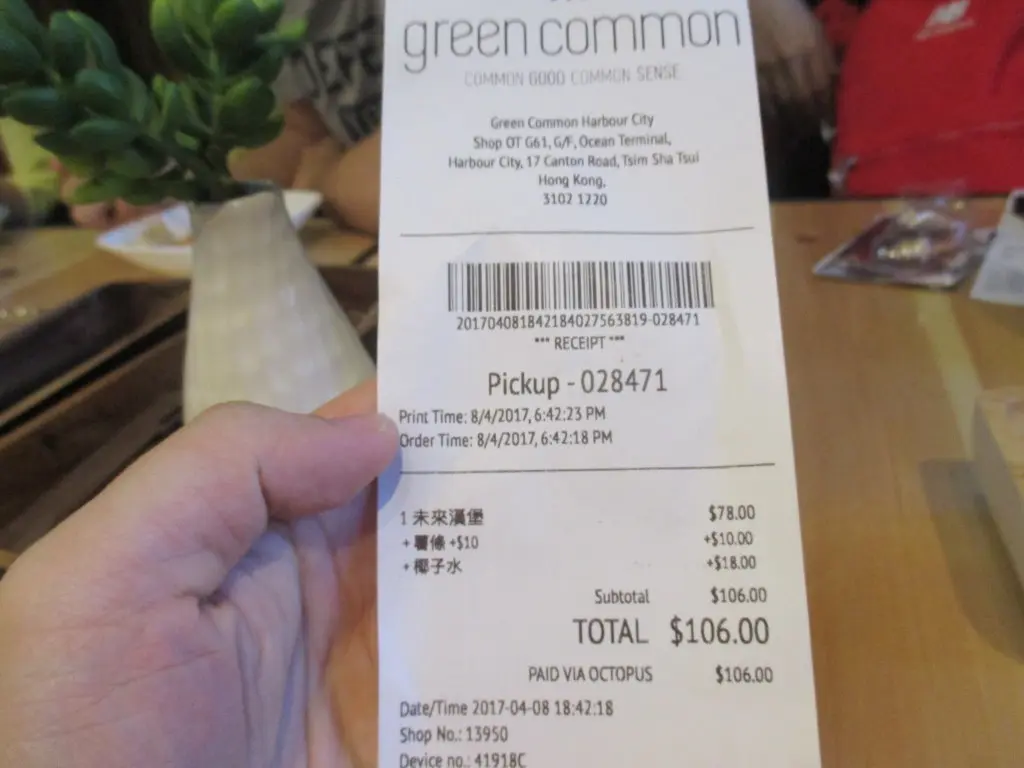 green common
COMMON GOOD COMMON SENSE
Green Common Harbour City
Shop OT G61, G/F, Ocean Terminal,
Harbour City, 17 Canton Road, Tsim Sha Tsui
Hong Kong,
3102 1220
201704081842184027563819-028471
*** RECEIPT ***
Pickup - 028471
Print Time: 8/4/2017, 6:42:23 PM
Order Time: 8/4/2017, 6:42:18 PM
1 未來漢堡 $78.00
+ 薯條 +$10 +$10.00
+ 椰子水 +$18.00
Subtotal $106.00
TOTAL $106.00
PAID VIA OCTOPUS $106.00
Date/Time 2017-04-08 18:42:18
Shop No.: 13950
Device no.: 41918C